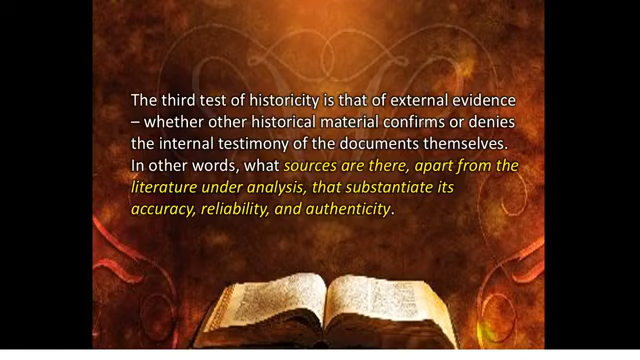 The third test of historicity is that of external evidence
– whether other historical material confirms or denies
the internal testimony of the documents themselves.
In other words, what sources are there, apart from the
literature under analysis, that substantiate its
accuracy, reliability, and authenticity.